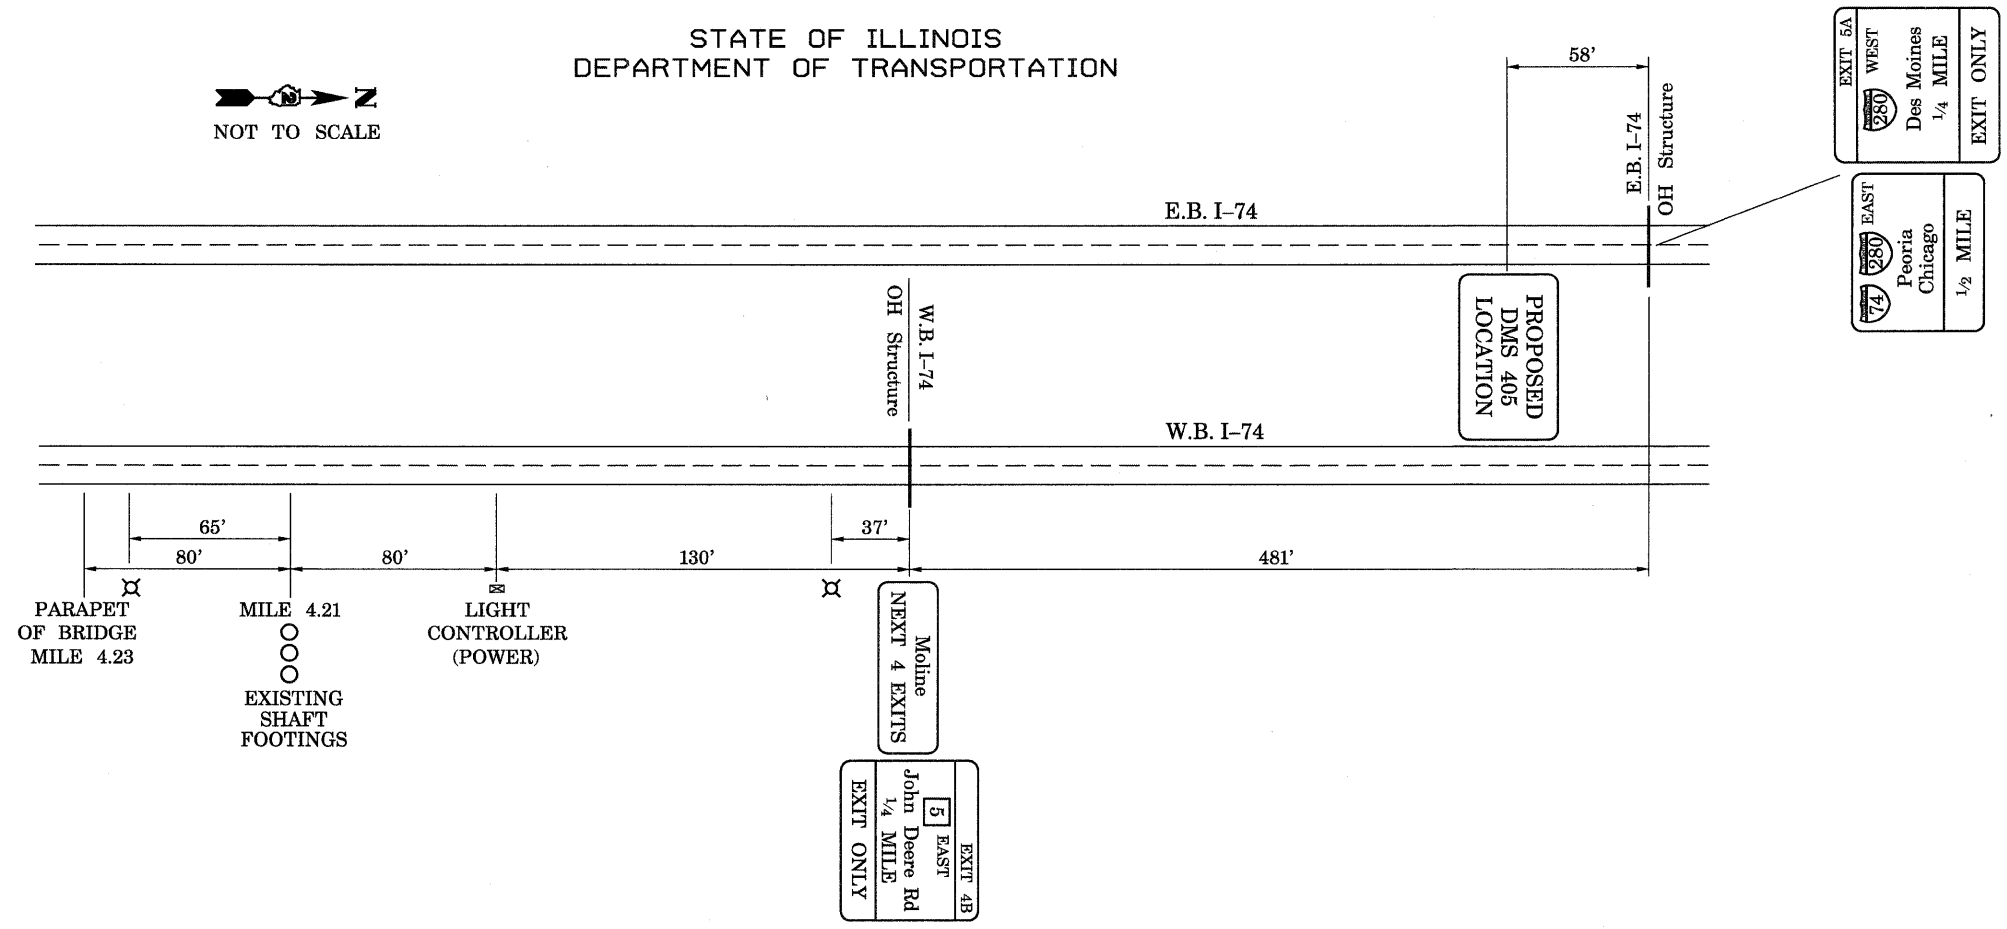 STATE OF ILLINOIS
DEPARTMENT OF TRANSPORTATION
2
N
NOT TO SCALE
58'
E.B. I-74
OH Structure
EXIT 5A
280 WEST
Des Moines
1/4 MILE
EXIT ONLY
74 280 EAST
Peoria
Chicago
1/2 MILE
E.B. I-74
W.B. I-74
OH Structure
PROPOSED
DMS 405
LOCATION
W.B. I-74
65'
37'
80'
80'
130'
481'
PARAPET
OF BRIDGE
MILE 4.23
MILE 4.21
EXISTING
SHAFT
FOOTINGS
LIGHT
CONTROLLER
(POWER)
Moline
NEXT 4 EXITS
EXIT 4B
5 EAST
John Deere Rd
1/4 MILE
EXIT ONLY